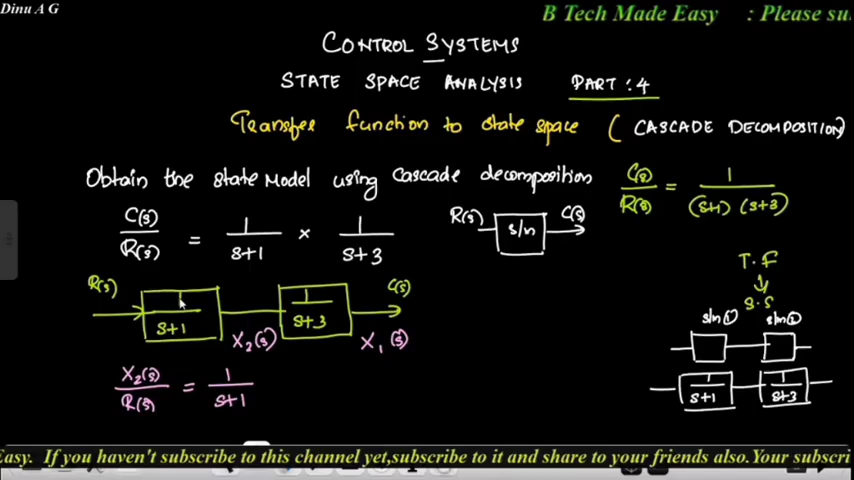 Dinu A G
B Tech Made Easy : Please su
CONTROL SYSTEMS
STATE SPACE ANALYSIS PART : 4
Transfer function to state space ( CASCADE DECOMPOSITION)
Obtain the state Model using cascade decomposition C(s)/R(s) = 1/(s+1)(s+3)
C(s)/R(s) = 1/s+1 × 1/s+3
R(s) s/n C(s)
T.F
s.s
R(s) 1/s+1 X2(s) 1/s+3 C(s)
X1(s)
s/n① s/n②
1/s+1 1/s+3
X2(s)/R(s) = 1/s+1
Easy. If you haven't subscribe to this channel yet,subscribe to it and share to your friends also.Your subscri